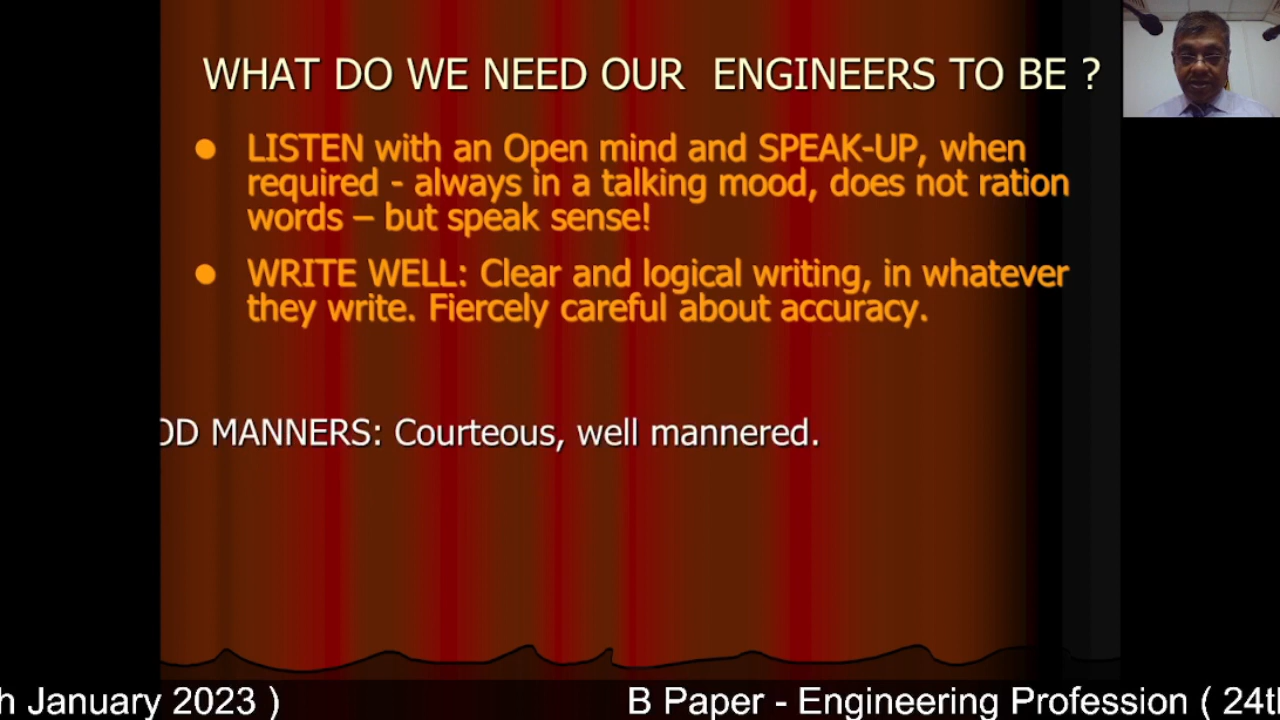 WHAT DO WE NEED OUR ENGINEERS TO BE ?
LISTEN with an Open mind and SPEAK-UP, when
required - always in a talking mood, does not ration
words – but speak sense!
WRITE WELL: Clear and logical writing, in whatever
they write. Fiercely careful about accuracy.
OD MANNERS: Courteous, well mannered.
h January 2023 ) B Paper - Engineering Profession ( 24th